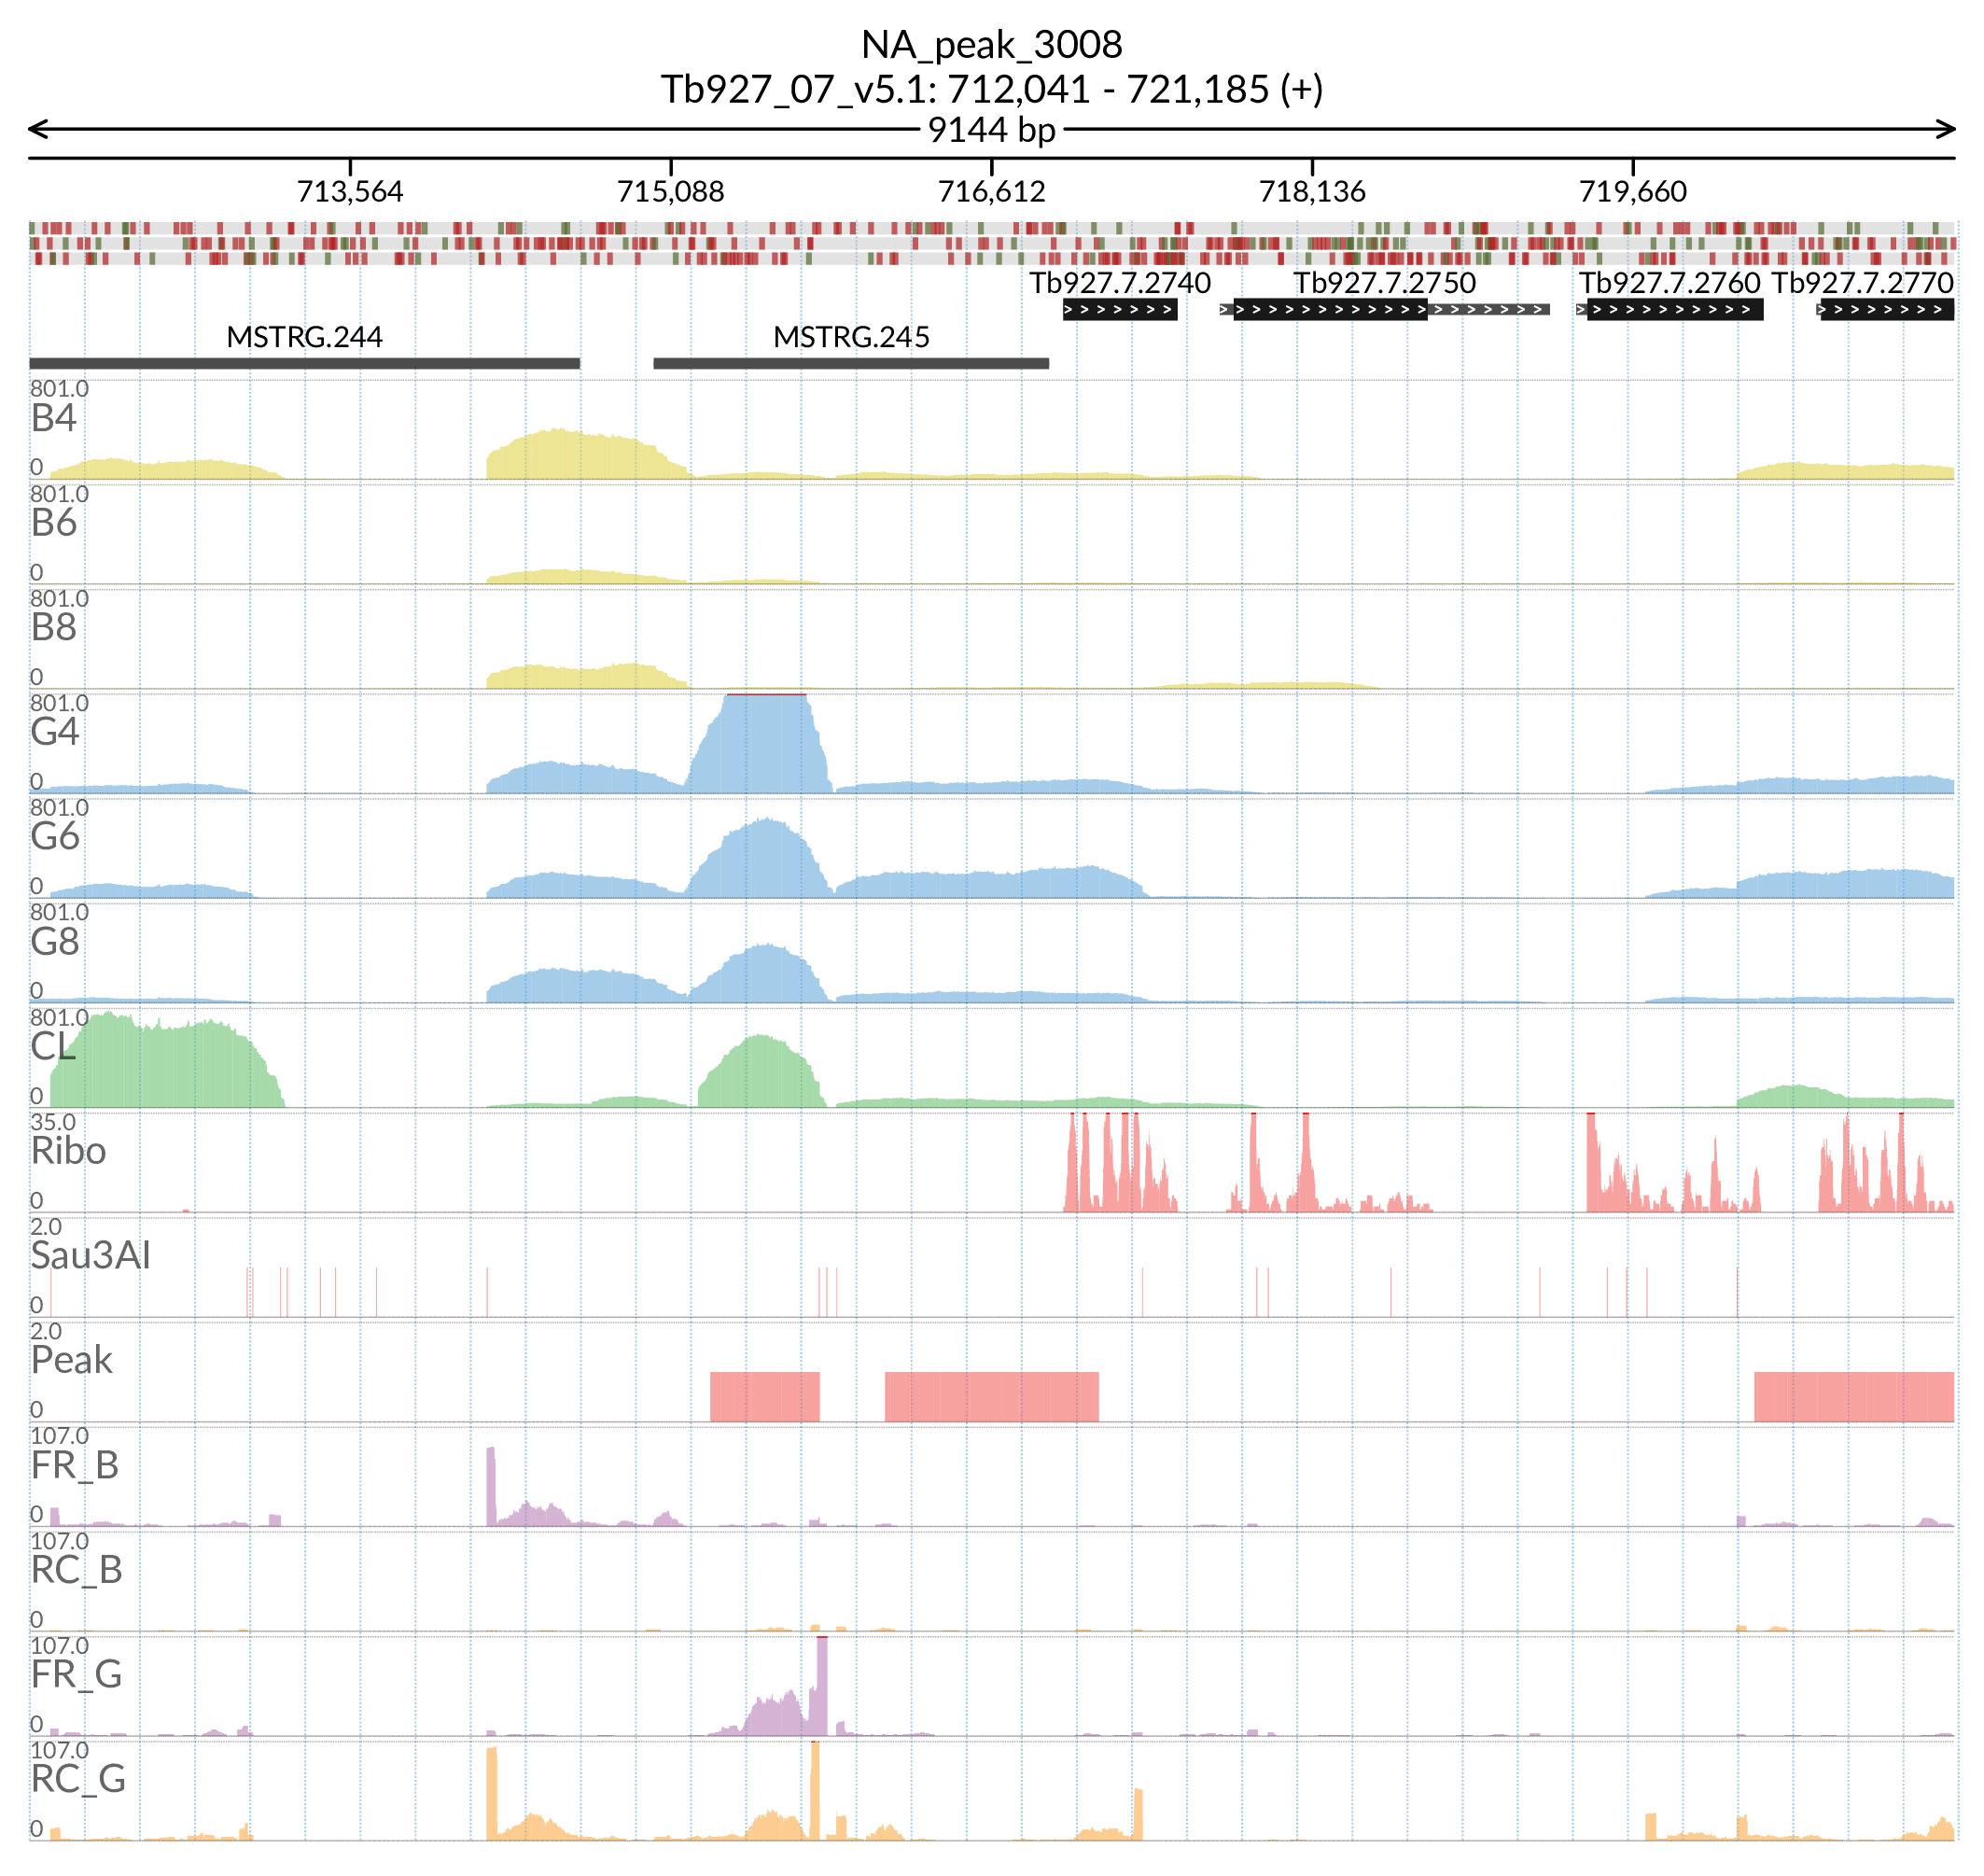 NA_peak_3008
Tb927_07_v5.1: 712,041 - 721,185 (+)
9144 bp
713,564 715,088 716,612 718,136 719,660
Tb927.7.2740 Tb927.7.2750 Tb927.7.2760 Tb927.7.2770
MSTRG.244 MSTRG.245
801.0
B4
0
801.0
B6
0
801.0
B8
0
801.0
G4
0
801.0
G6
0
801.0
G8
0
801.0
CL
0
35.0
Ribo
0
2.0
Sau3AI
0
2.0
Peak
0
107.0
FR_B
0
107.0
RC_B
0
107.0
FR_G
0
107.0
RC_G
0